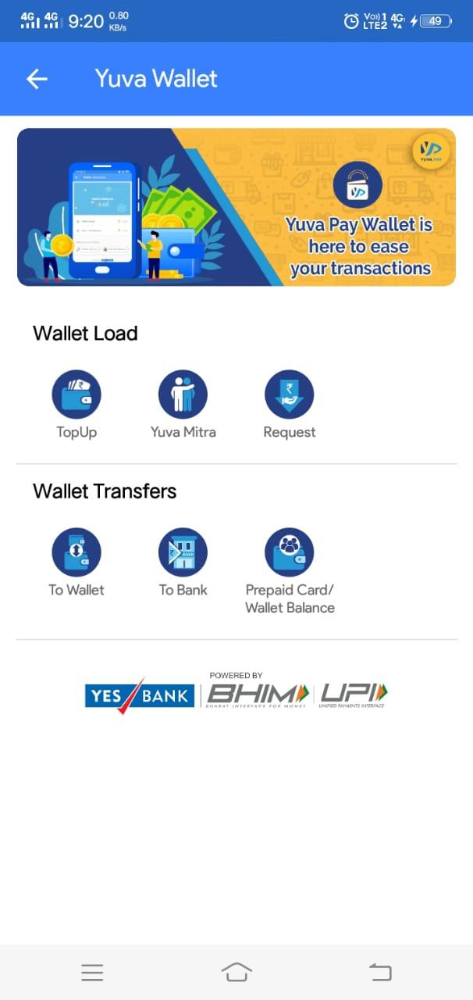 4G 4G 9:20 0.80 KB/s Vo)) 1 4G LTE2 49
Yuva Wallet
YUVA PAY
Yuva Pay Wallet is
here to ease
your transactions
Wallet Load
TopUp Yuva Mitra Request
Wallet Transfers
BANK
To Wallet To Bank Prepaid Card/
Wallet Balance
POWERED BY
YES BANK BHIM UPI
BHARAT INTERFACE FOR MONEY UNIFIED PAYMENTS INTERFACE